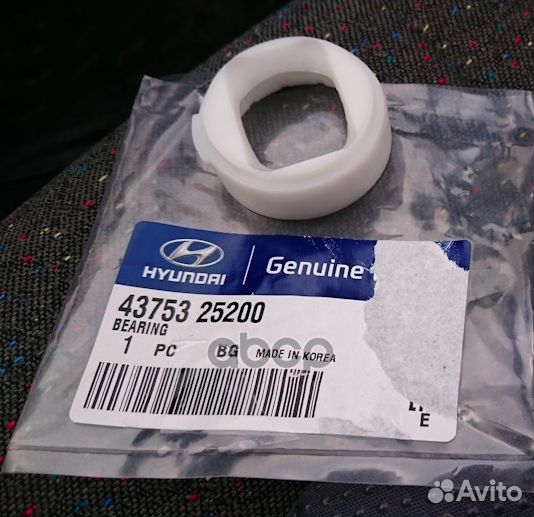 HYUNDAI
Genuine
43753 25200
BEARING
1 PC BG MADE IN KOREA
E
Avito